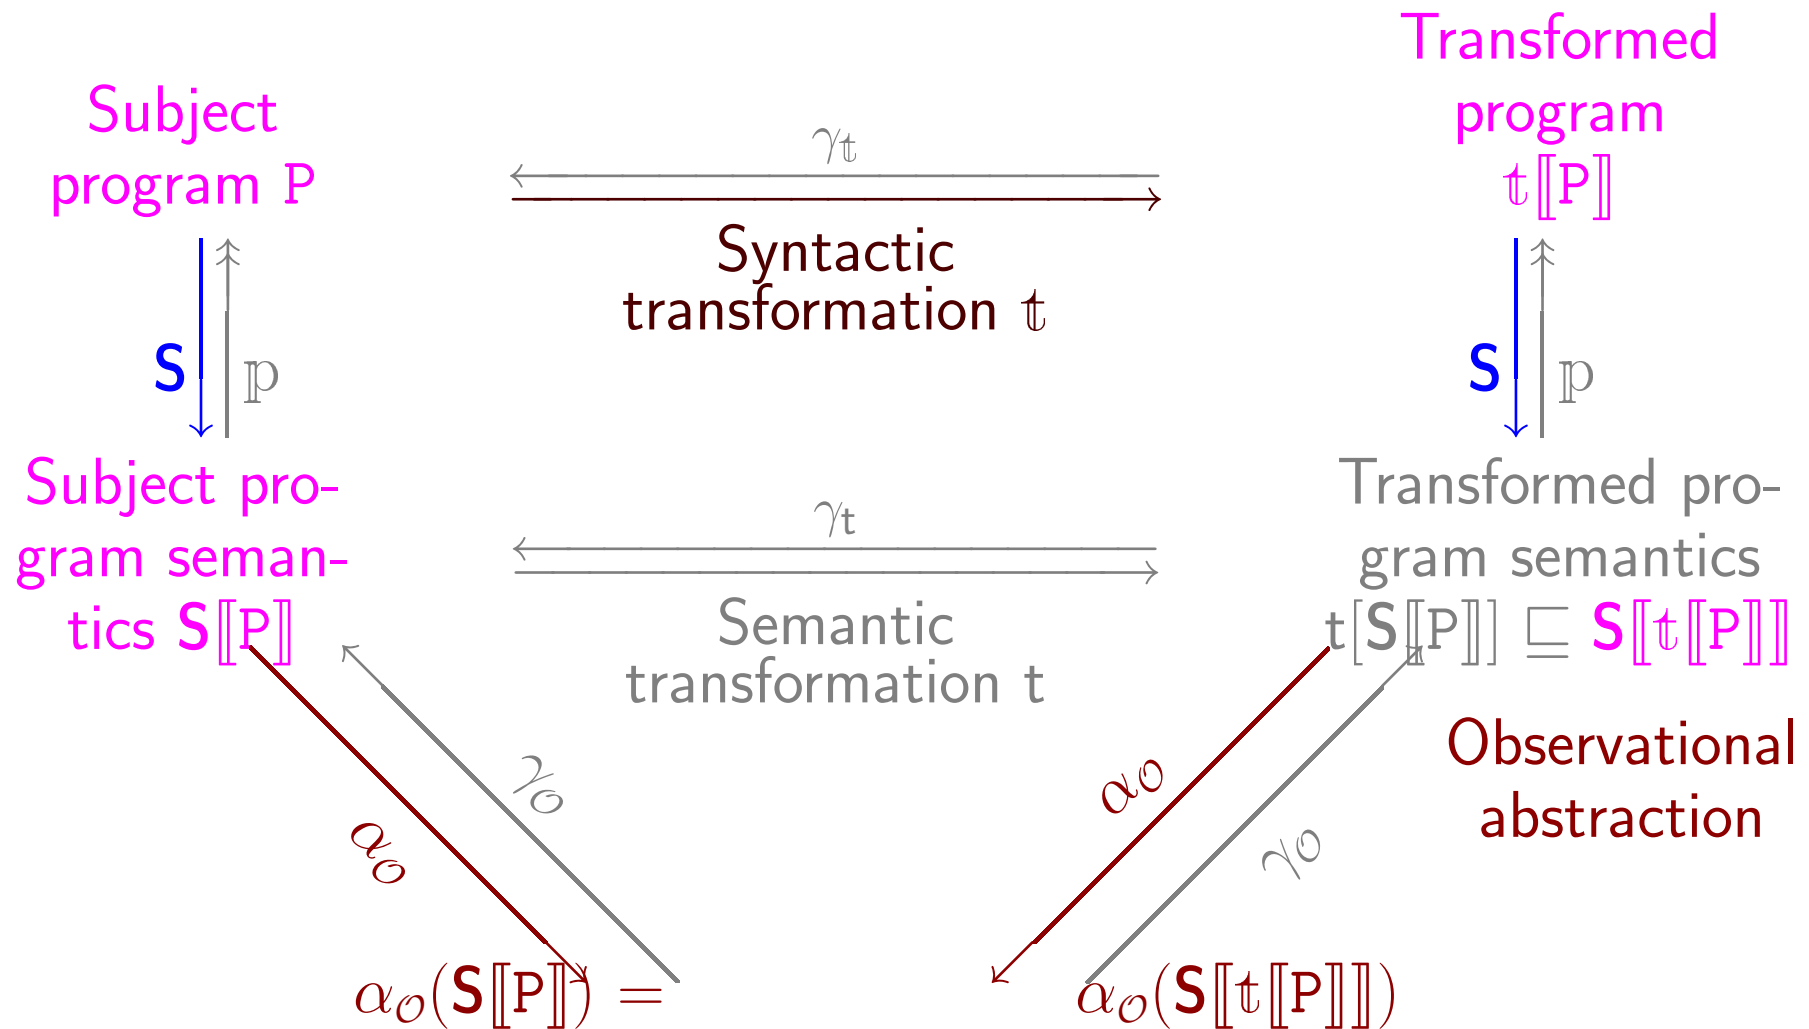 Subject
program P
Transformed
program
𝕥⟦P⟧
γ𝕥
Syntactic
transformation 𝕥
S
𝕡
S
𝕡
Subject pro-
gram seman-
tics S⟦P⟧
γt
Semantic
transformation t
Transformed pro-
gram semantics
t[S⟦P⟧] ⊑ S⟦𝕥⟦P⟧⟧
α𝒪
γ𝒪
α𝒪
γ𝒪
Observational
abstraction
α𝒪(S⟦P⟧) =
α𝒪(S⟦𝕥⟦P⟧⟧)